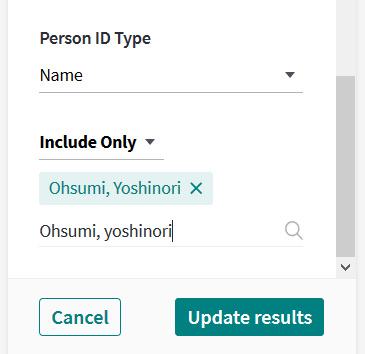 Person ID Type
Name
Include Only
Ohsumi, Yoshinori
Ohsumi, yoshinori
Cancel
Update results